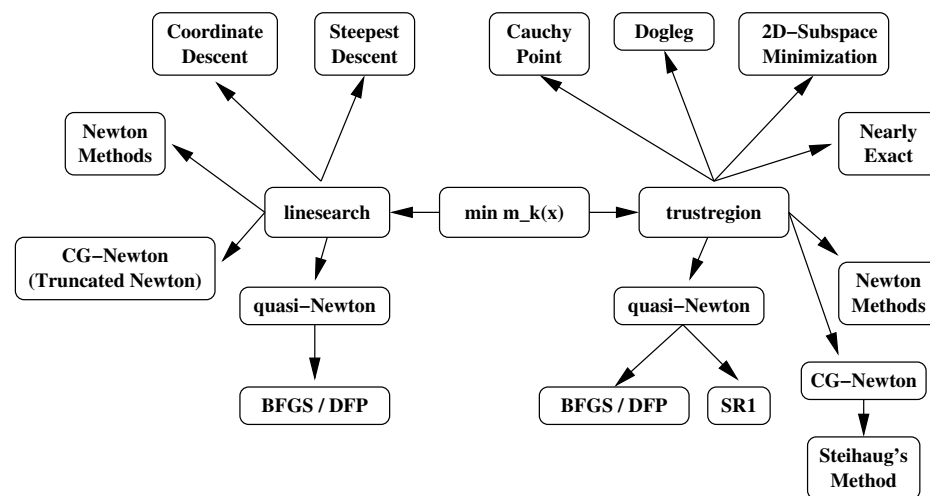 Coordinate
Descent
Steepest
Descent
Cauchy
Point
Dogleg
2D−Subspace
Minimization
Newton
Methods
Nearly
Exact
linesearch
min m_k(x)
trustregion
CG−Newton
(Truncated Newton)
quasi−Newton
quasi−Newton
Newton
Methods
BFGS / DFP
BFGS / DFP
SR1
CG−Newton
Steihaug's
Method